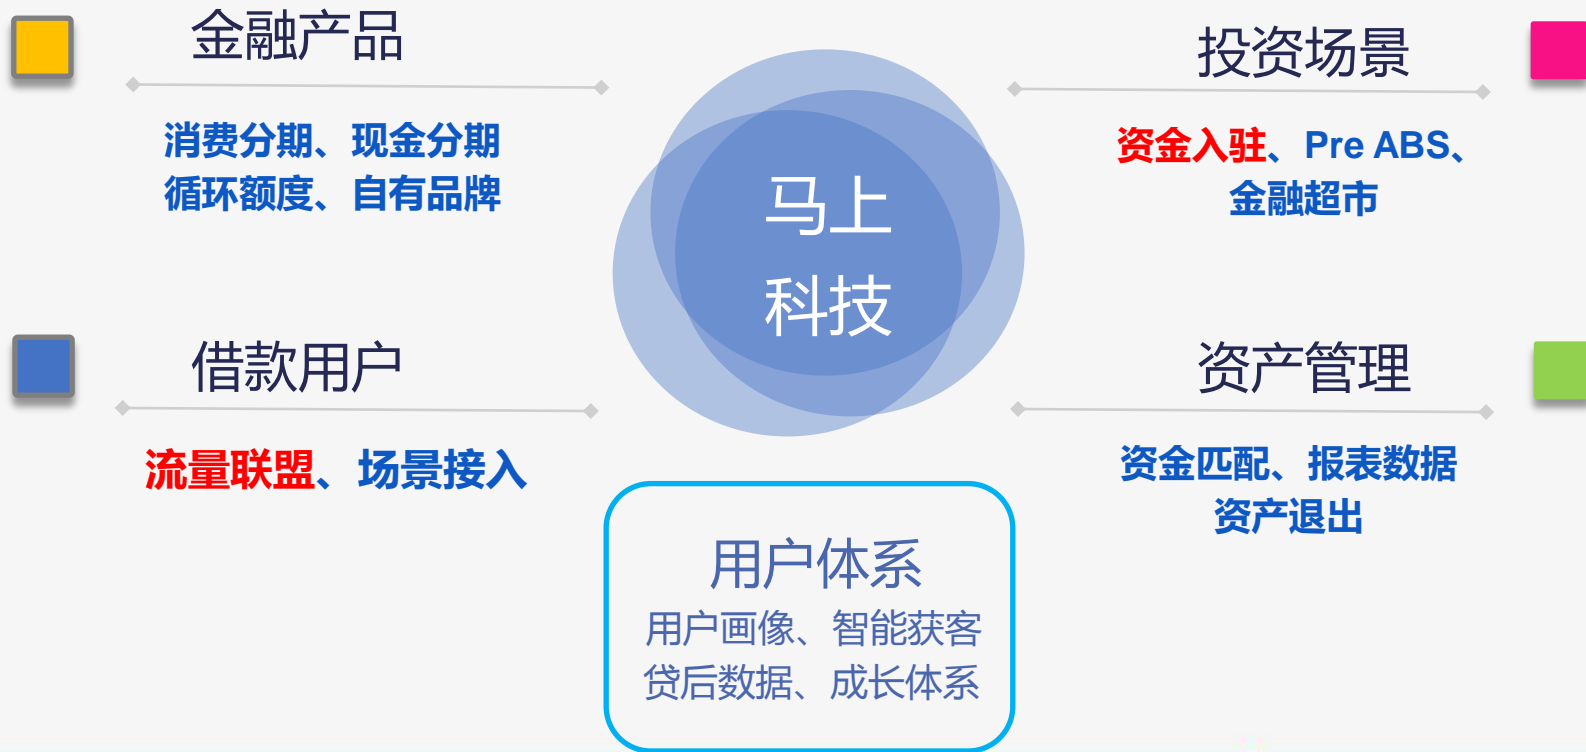 金融产品
消费分期、现金分期
循环额度、自有品牌
投资场景
资金入驻、Pre ABS、
金融超市
马上
科技
借款用户
流量联盟、场景接入
资产管理
资金匹配、报表数据
资产退出
用户体系
用户画像、智能获客
贷后数据、成长体系